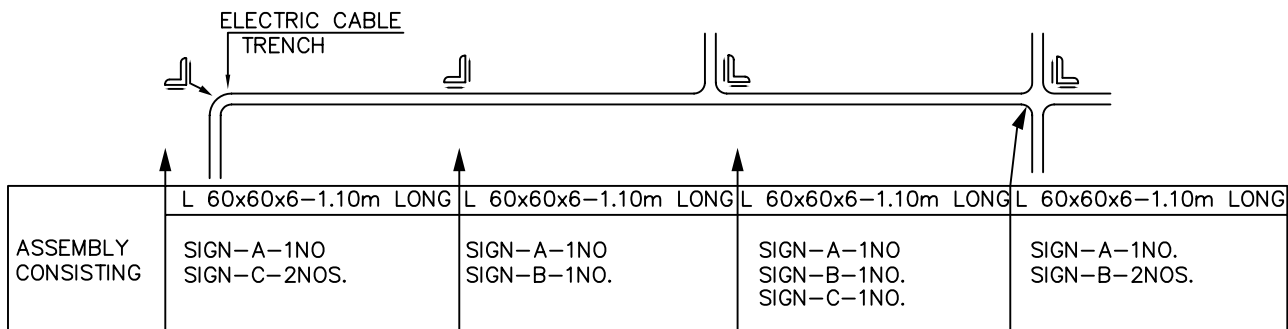 ELECTRIC CABLE
TRENCH
L 60x60x6-1.10m LONG
L 60x60x6-1.10m LONG
L 60x60x6-1.10m LONG
L 60x60x6-1.10m LONG
ASSEMBLY
CONSISTING
SIGN-A-1NO
SIGN-C-2NOS.
SIGN-A-1NO
SIGN-B-1NO.
SIGN-A-1NO
SIGN-B-1NO.
SIGN-C-1NO.
SIGN-A-1NO.
SIGN-B-2NOS.